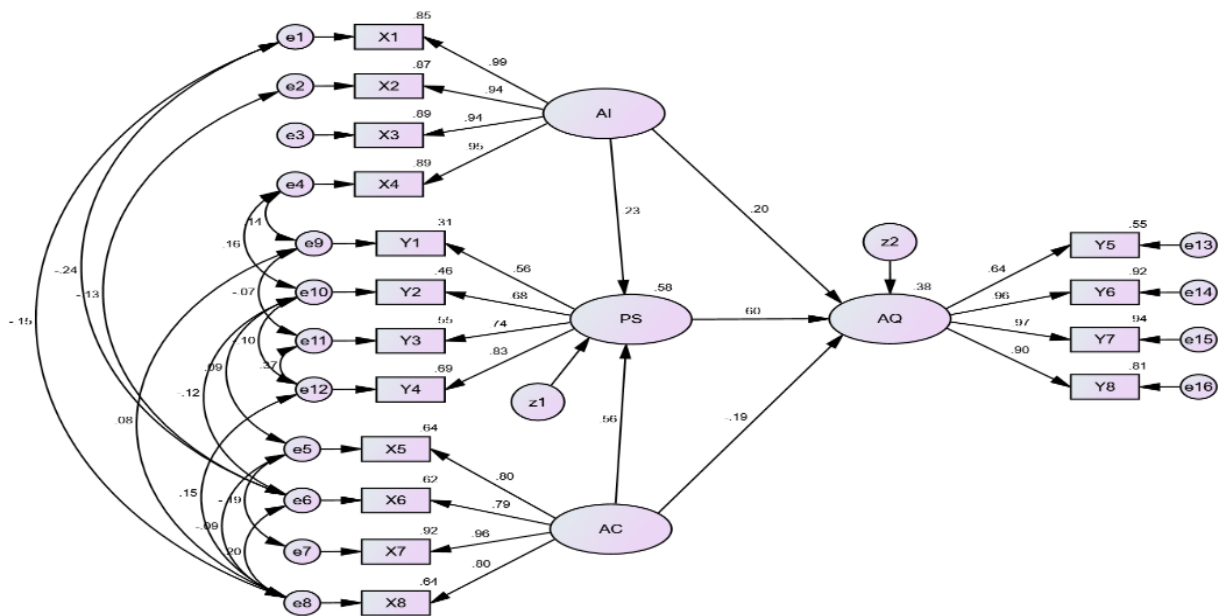 .85
e1 X1
.99
.87
e2 X2
.94
AI
.89
e3 X3
.94
.89
e4 X4
.95
.14
.31
e9 Y1
.16
.23
.20
z2
.55
Y5 e13
-.24
-.13
-.07
.46
.56
e10 Y2
.68
.58
.38
.64
.92
Y6 e14
.96
-.15
.55
PS
.60
AQ
e11 Y3
.74
.97
.94
Y7 e15
.10
.09
.37
.69
e12 Y4
.83
.90
.81
Y8 e16
-.12
z1
.08
.64
e5 X5
.80
.56
-.19
.15
-.19
.62
e6 X6
.79
AC
-.09
.92
e7 X7
.96
.20
e8 X8
.80